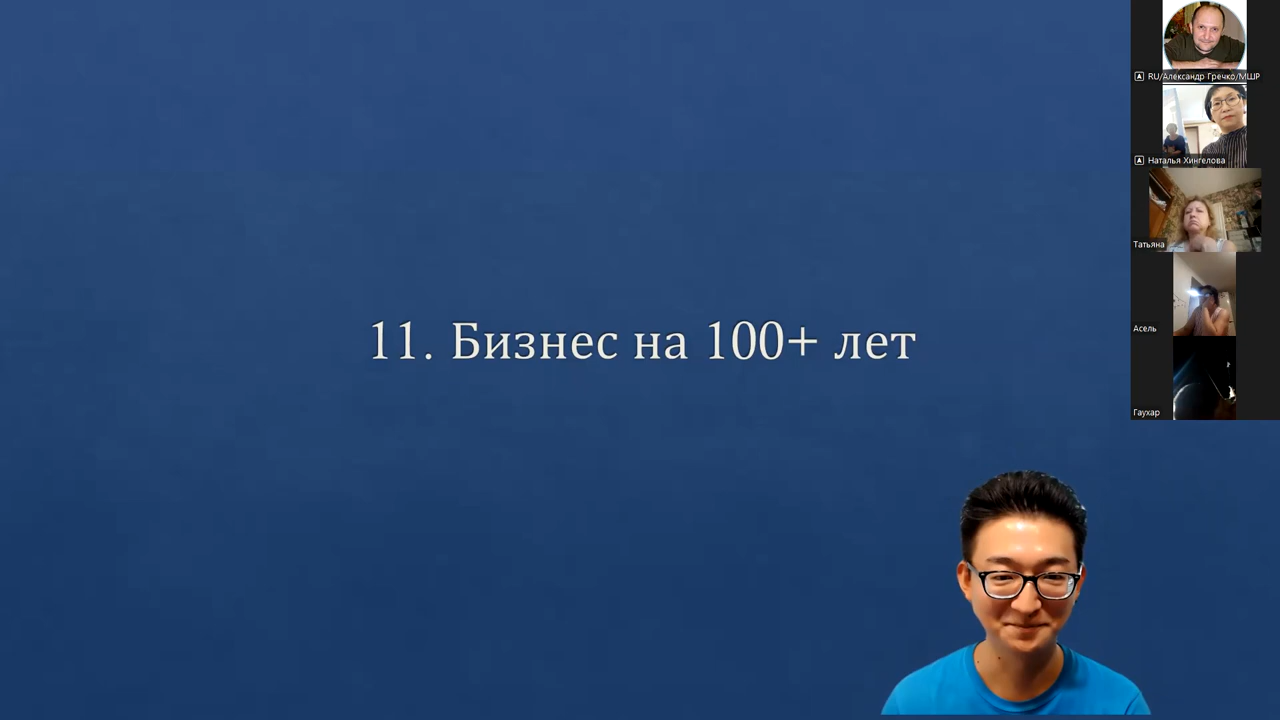 11. Бизнес на 100+ лет
RU/Александр Гречко/МШР
Наталья Хингелова
Татьяна
Асель
Гаухар